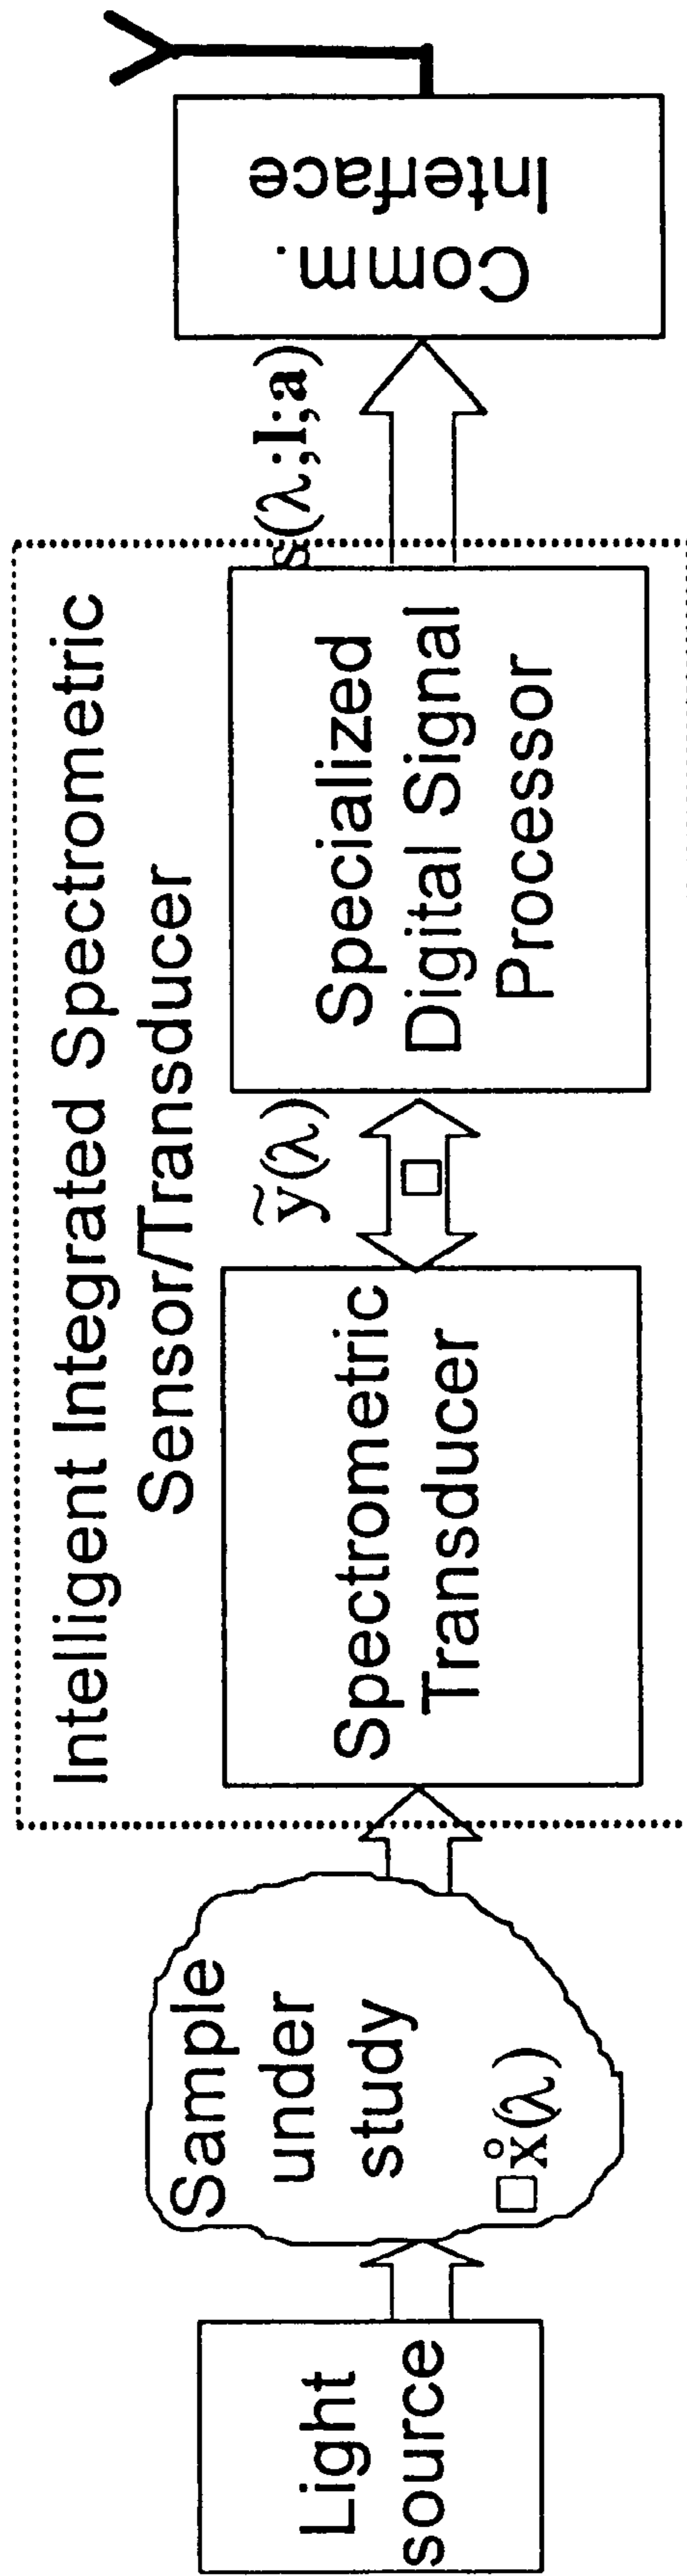 Intelligent Integrated Spectrometric
Sensor/Transducer
Light
source
Sample
under
study
□x̊(λ)
Spectrometric
Transducer
ỹ(λ)
□
Specialized
Digital Signal
Processor
s(λ;l;a)
Comm.
Interface